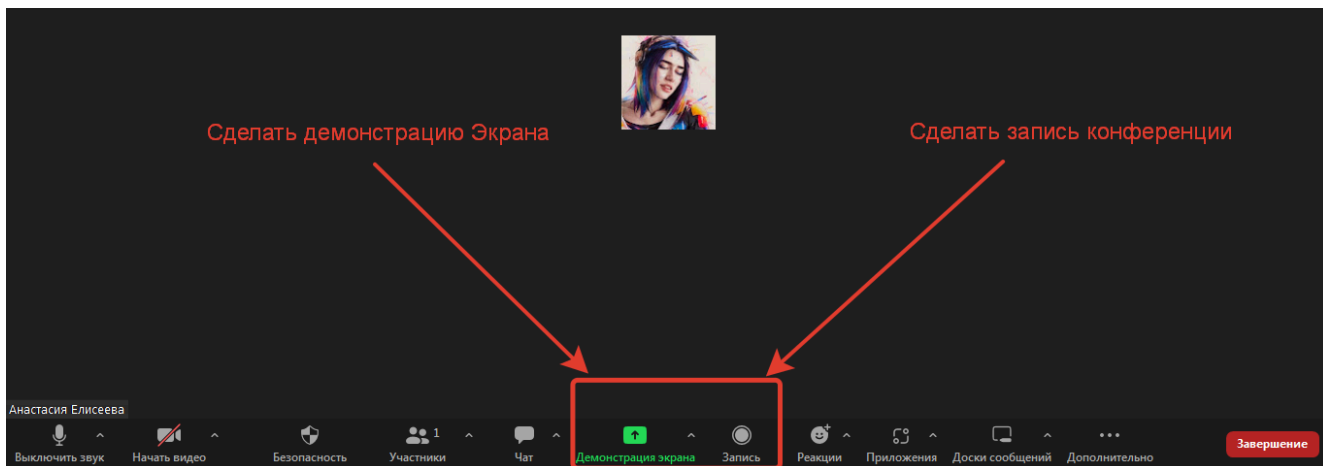 Сделать демонстрацию Экрана
Сделать запись конференции
Анастасия Елисеева
1
Выключить звук
Начать видео
Безопасность
Участники
Чат
Демонстрация экрана
Запись
Реакции
Приложения
Доски сообщений
Дополнительно
Завершение